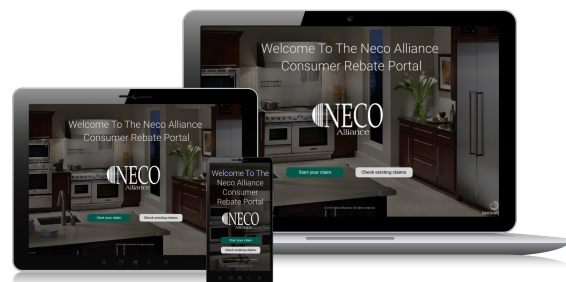 Welcome To The Neco Alliance
Consumer Rebate Portal
NECO
Alliance
Start your claim
Check existing claims
Welcome To The Neco Alliance
Consumer Rebate Portal
NECO
Alliance
Start your claim
Check existing claims
Welcome To The
Neco Alliance
Consumer
Rebate Portal
NECO
Alliance
Start your claim
Check existing claims